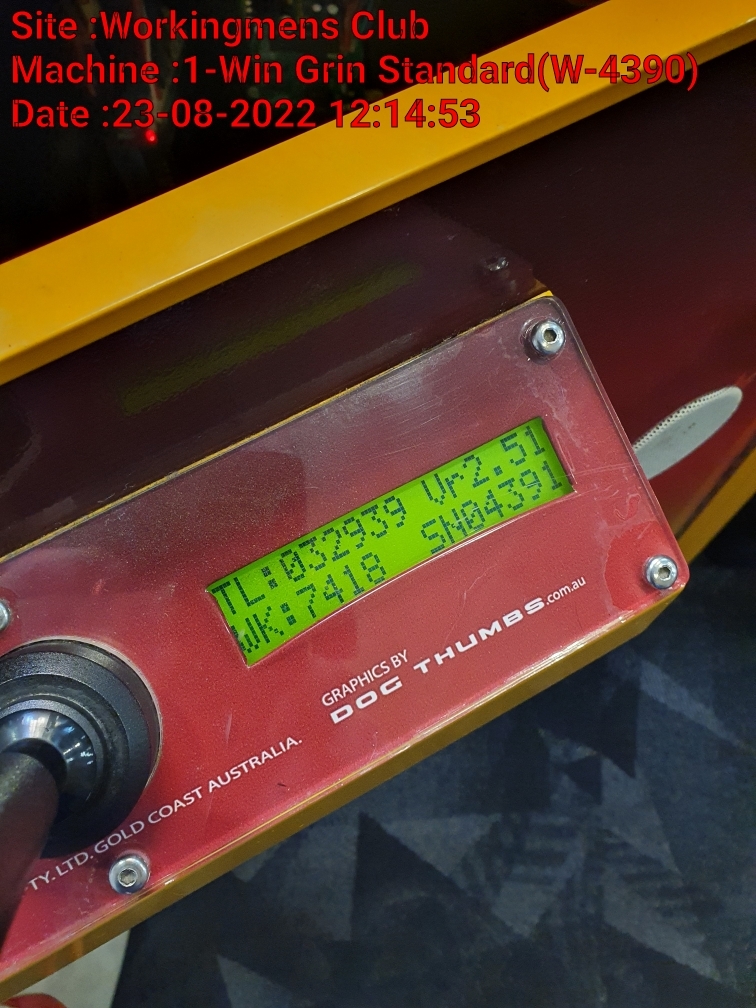 Site :Workingmens Club
Machine :1-Win Grin Standard(W-4390)
Date :23-08-2022 12:14:53
TL:032939 Vr2.51
WK:7418 SN04391
GRAPHICS BY
DOG THUMBS.com.au
TY. LTD. GOLD COAST AUSTRALIA.